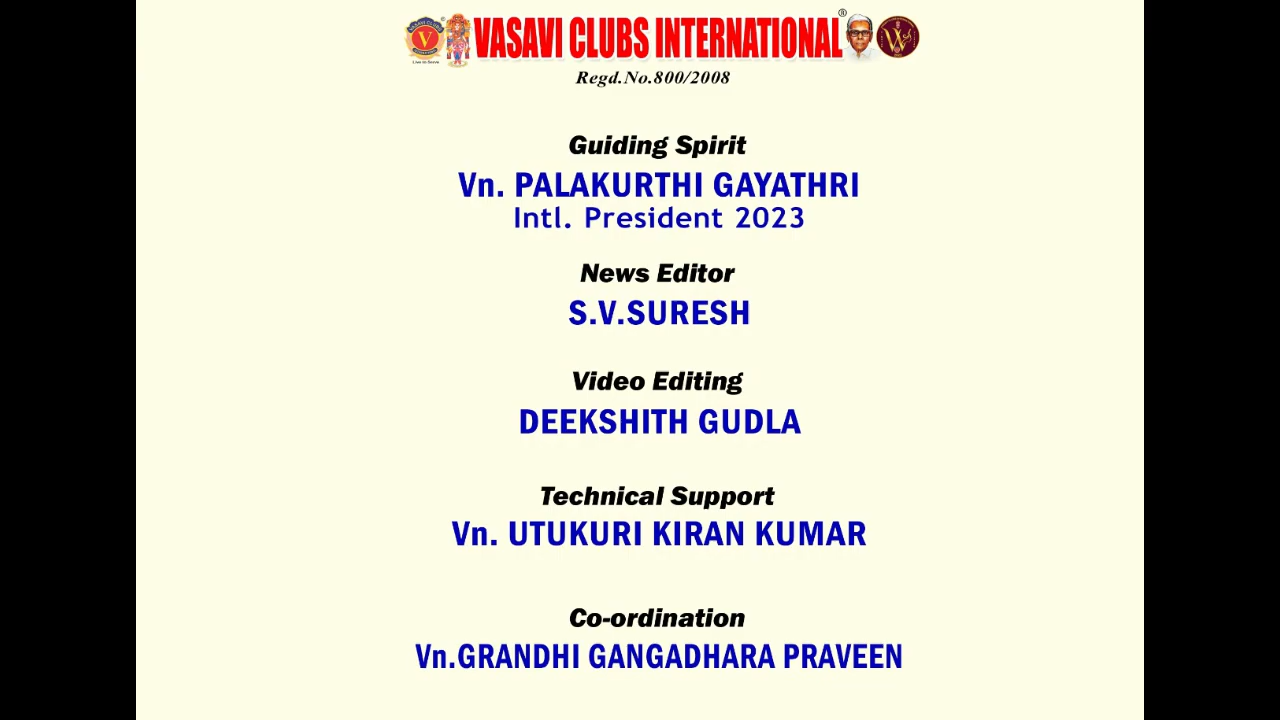 VASAVI CLUBS INTERNATIONAL®
Regd.No.800/2008
Guiding Spirit
Vn. PALAKURTHI GAYATHRI
Intl. President 2023
News Editor
S.V.SURESH
Video Editing
DEEKSHITH GUDLA
Technical Support
Vn. UTUKURI KIRAN KUMAR
Co-ordination
Vn.GRANDHI GANGADHARA PRAVEEN